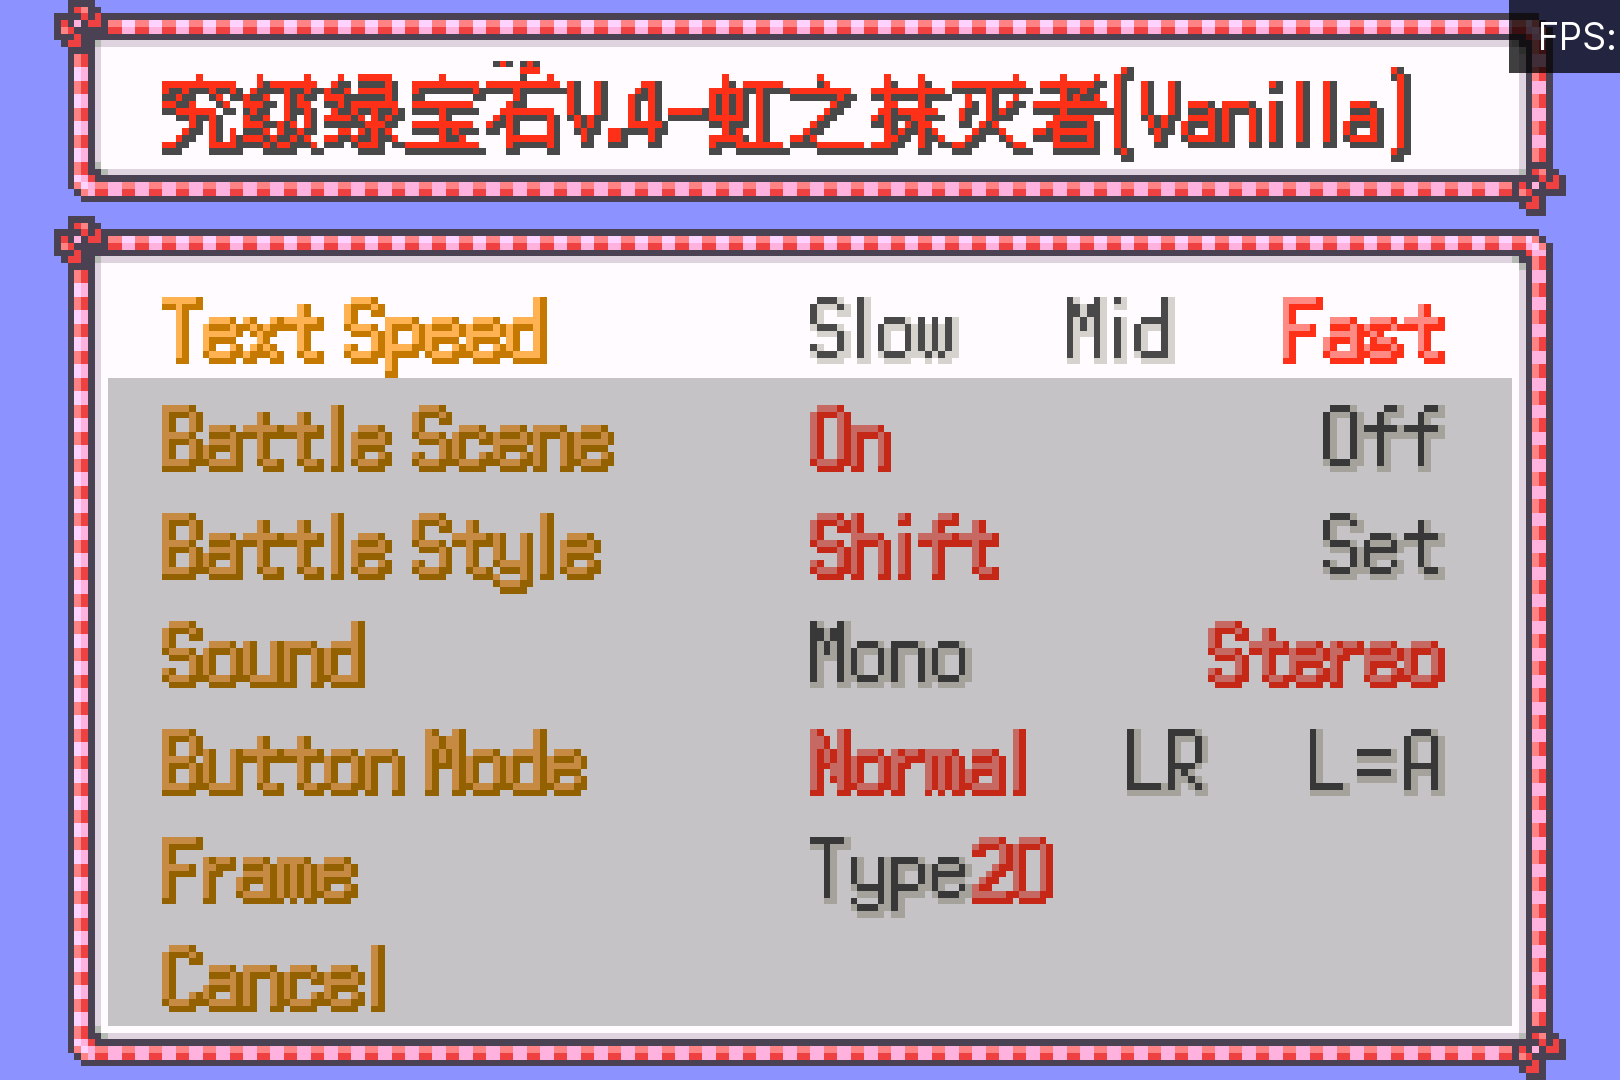 FPS:
究级绿宝石V.4-虹之抹灭者(Vanilla)
Text Speed Slow Mid Fast
Battle Scene On Off
Battle Style Shift Set
Sound Mono Stereo
Button Mode Normal LR L=A
Frame Type20
Cancel